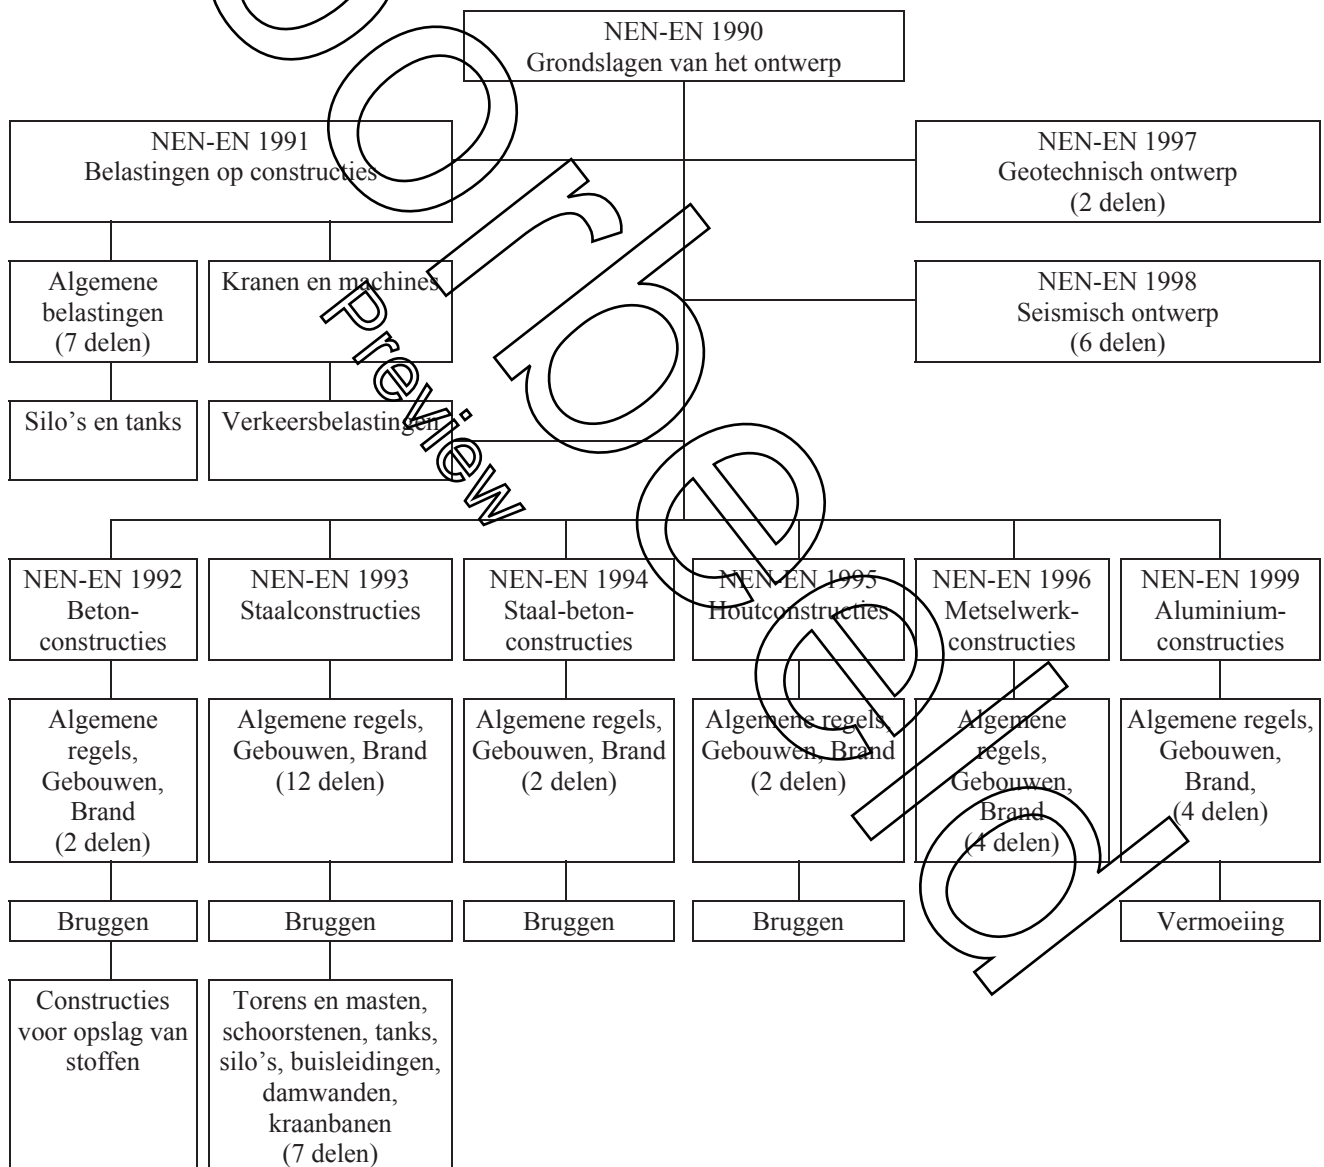 NEN-EN 1990
Grondslagen van het ontwerp
NEN-EN 1991
Belastingen op constructies
NEN-EN 1997
Geotechnisch ontwerp
(2 delen)
Algemene
belastingen
(7 delen)
Kranen en machines
NEN-EN 1998
Seismisch ontwerp
(6 delen)
Silo’s en tanks
Verkeersbelastingen
NEN-EN 1992
Beton-
constructies
NEN-EN 1993
Staalconstructies
NEN-EN 1994
Staal-beton-
constructies
NEN-EN 1995
Houtconstructies
NEN-EN 1996
Metselwerk-
constructies
NEN-EN 1999
Aluminium-
constructies
Algemene
regels,
Gebouwen,
Brand
(2 delen)
Algemene regels,
Gebouwen, Brand
(12 delen)
Algemene regels,
Gebouwen, Brand
(2 delen)
Algemene regels,
Gebouwen, Brand
(2 delen)
Algemene
regels,
Gebouwen,
Brand
(4 delen)
Algemene regels,
Gebouwen,
Brand,
(4 delen)
Bruggen
Bruggen
Bruggen
Bruggen
Vermoeiing
Constructies
voor opslag van
stoffen
Torens en masten,
schoorstenen, tanks,
silo’s, buisleidingen,
damwanden,
kraanbanen
(7 delen)
oorbeeld
Preview